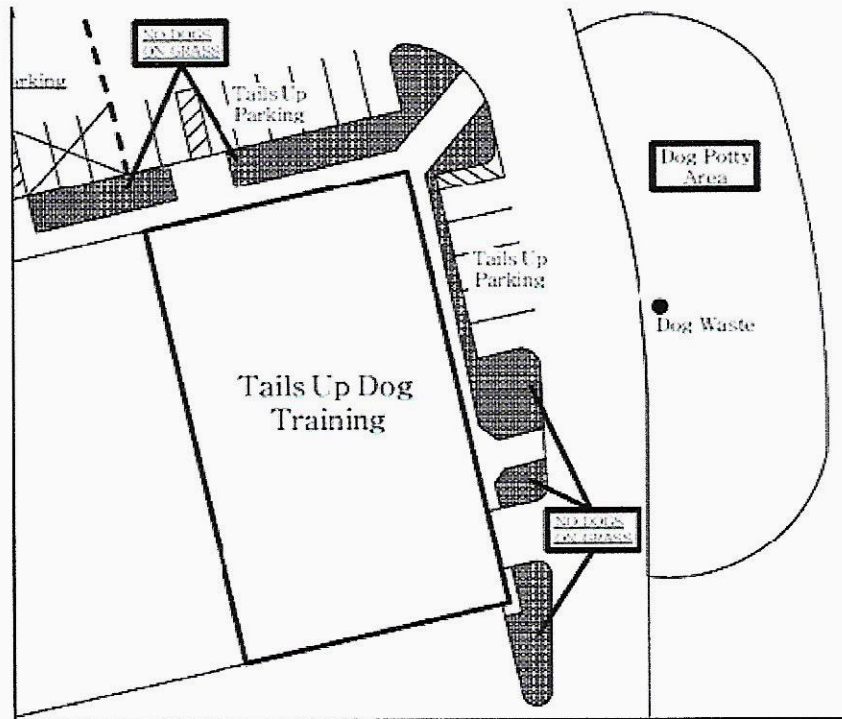 NO DOGS
ON GRASS
arking
Tails Up
Parking
Dog Potty
Area
Tails Up
Parking
Dog Waste
Tails Up Dog
Training
NO DOGS
ON GRASS